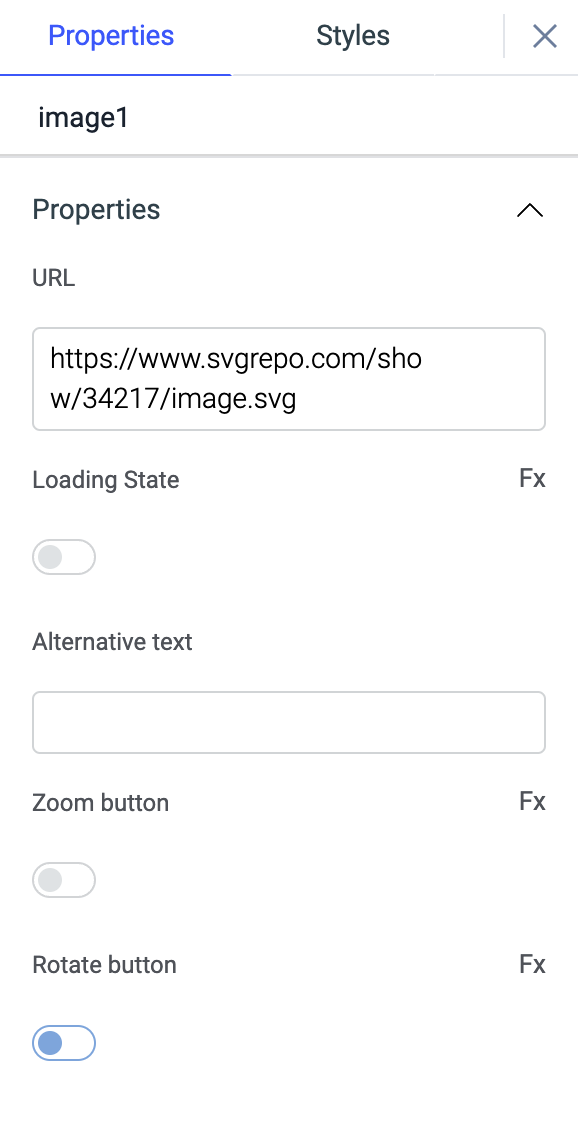 Properties
Styles
image1
Properties
URL
https://www.svgrepo.com/sho
w/34217/image.svg
Loading State
Fx
Alternative text
Zoom button
Fx
Rotate button
Fx